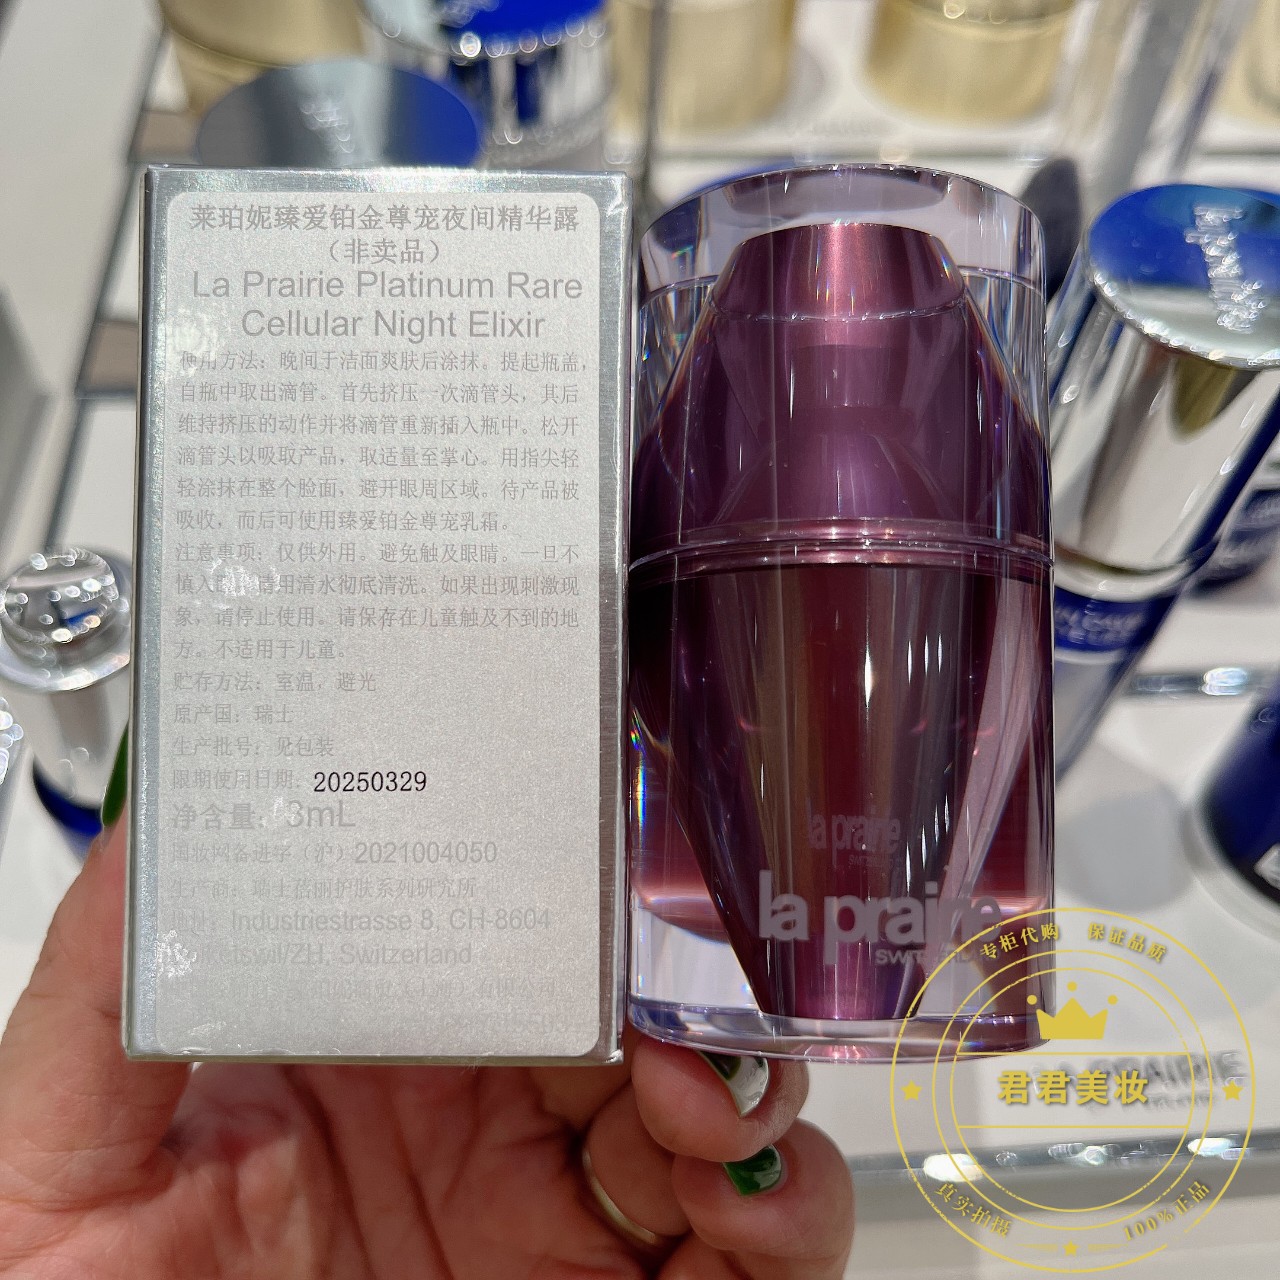 莱珀妮臻爱铂金尊宠夜间精华露
（非卖品）
La Prairie Platinum Rare
Cellular Night Elixir
使用方法：晚间于洁面爽肤后涂抹。提起瓶盖，
自瓶中取出滴管。首先挤压一次滴管头，其后
维持挤压的动作并将滴管重新插入瓶中。松开
滴管头以吸取产品，取适量至掌心。用指尖轻
轻涂抹在整个脸面，避开眼周区域。待产品被
吸收，而后可使用臻爱铂金尊宠乳霜。
注意事项：仅供外用。避免触及眼睛，一旦不
慎入眼，请用清水彻底清洗。如果出现刺激现
象，请停止使用。请保存在儿童触及不到的地
方。不适用于儿童。
贮存方法：室温，避光
原产国：瑞士
生产批号：见包装
限期使用日期：20250329
净含量：3mL
国妆网备进字（沪）2021004050
生产商：瑞士蓓丽护肤系列研究所
地址：Industriestrasse 8, CH-8604
Volketswil, Switzerland
（上海）有限公司
la prairie
la prairie
SWITZERLAND
专柜代购 保证品质
君君美妆
真实拍摄 100%正品